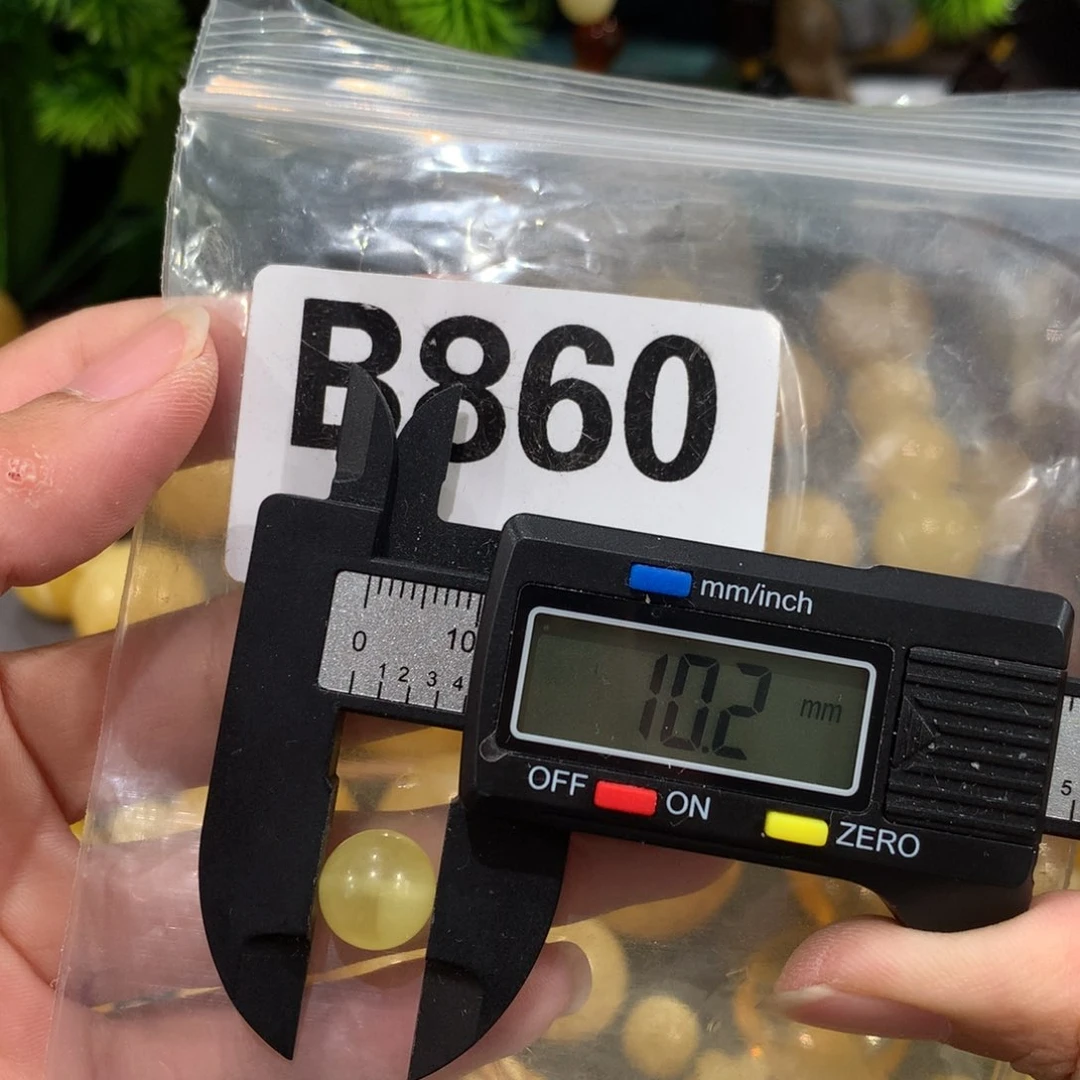 B860
mm/inch
0 10
1 2 3 4
10.2 mm
5
OFF ON
ZERO